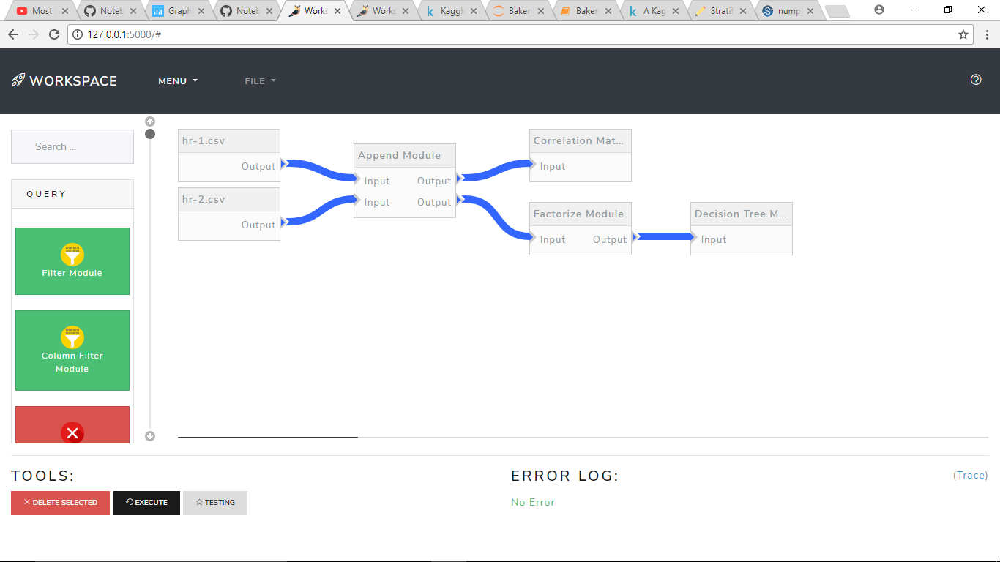 Most
Noteb
Graph
Noteb
Works
Works
Kaggl
Baker
Baker
A Kag
Stratif
nump
127.0.0.1:5000/#
WORKSPACE
MENU
FILE
Search ...
QUERY
Filter Module
Column Filter
Module
hr-1.csv
Output
hr-2.csv
Output
Append Module
Input Output
Input Output
Correlation Mat...
Input
Factorize Module
Input Output
Decision Tree M...
Input
TOOLS:
DELETE SELECTED
EXECUTE
TESTING
ERROR LOG:
(Trace)
No Error